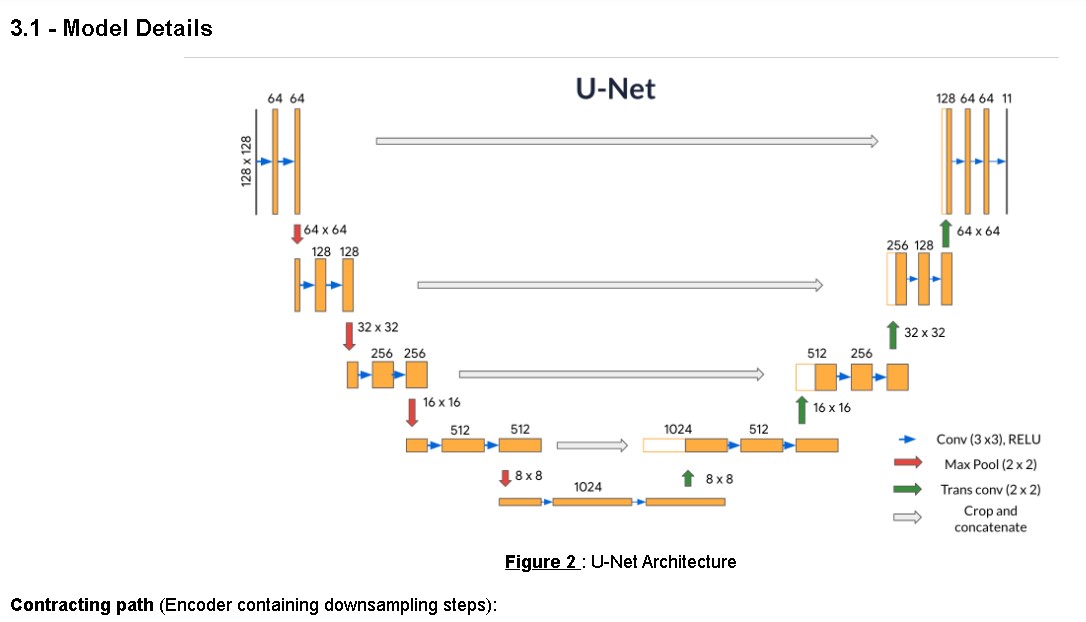 3.1 - Model Details
U-Net
64 64
128 64 64 11
128 x 128
64 x 64
64 x 64
128 128
256 128
32 x 32
32 x 32
256 256
512 256
16 x 16
16 x 16
512 512
1024 512
8 x 8
8 x 8
1024
Conv (3 x3), RELU
Max Pool (2 x 2)
Trans conv (2 x 2)
Crop and
concatenate
Figure 2 : U-Net Architecture
Contracting path (Encoder containing downsampling steps):